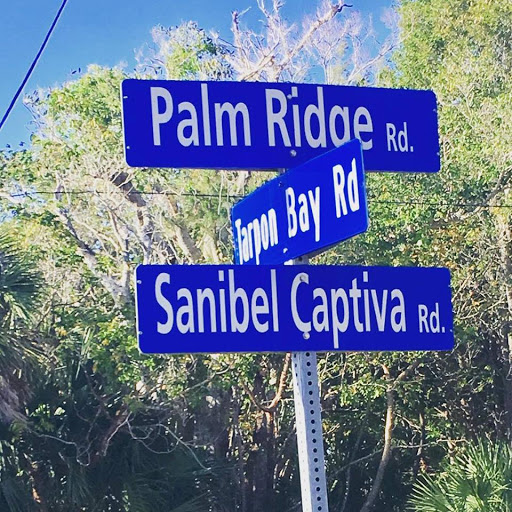 Palm Ridge Rd.
Tarpon Bay Rd
Sanibel Captiva Rd.